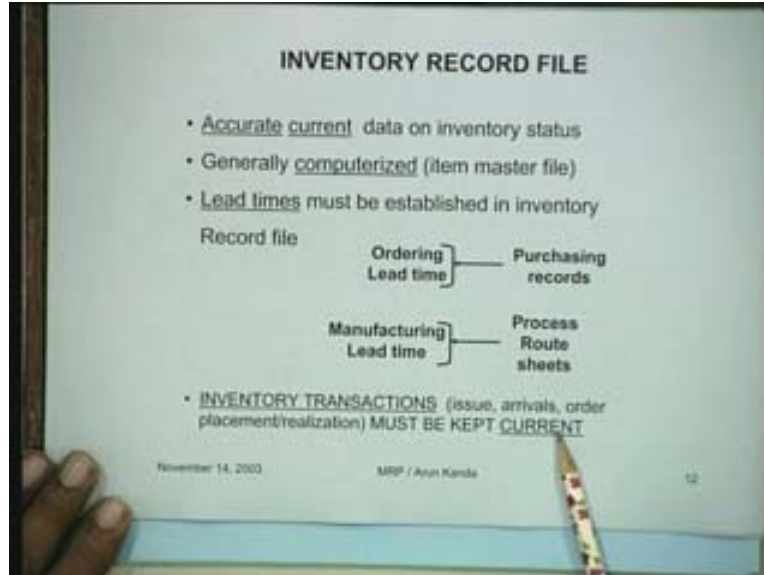 INVENTORY RECORD FILE
• Accurate current data on inventory status
• Generally computerized (item master file)
• Lead times must be established in inventory
Record file
Ordering
Lead time
Purchasing
records
Manufacturing
Lead time
Process
Route
sheets
• INVENTORY TRANSACTIONS (issue, arrivals, order
placement/realization) MUST BE KEPT CURRENT
November 14, 2003
MRP / Arun Kanda
12